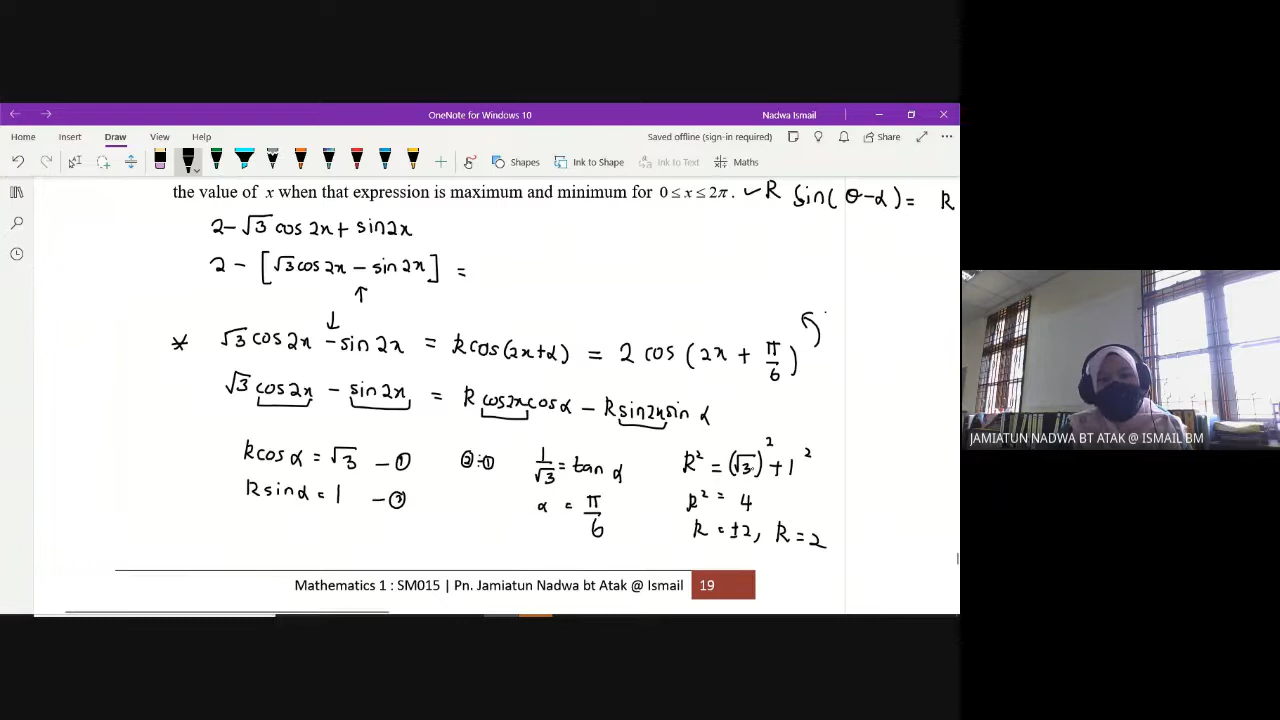 OneNote for Windows 10
Nadwa Ismail
Home Insert Draw View Help
Saved offline (sign-in required)
Share
Shapes
Ink to Shape
Ink to Text
Maths
the value of x when that expression is maximum and minimum for 0 ≤ x ≤ 2π .
R sin(θ-α) = R
2 - √3 cos 2x + sin 2x
2 - [√3 cos 2x - sin 2x] =
↑
↓
* √3 cos 2x - sin 2x = R cos(2x+α) = 2 cos (2x + π/6)
√3 cos 2x - sin 2x = R cos 2x cos α - R sin 2x sin α
R cos α = √3 - ①
R sin α = 1 - ②
② ÷ ①
1/√3 = tan α
α = π/6
R² = (√3)² + 1²
R² = 4
R = ±2, R = 2
Mathematics 1 : SM015 | Pn. Jamiatun Nadwa bt Atak @ Ismail 19
JAMIATUN NADWA BT ATAK @ ISMAIL BM